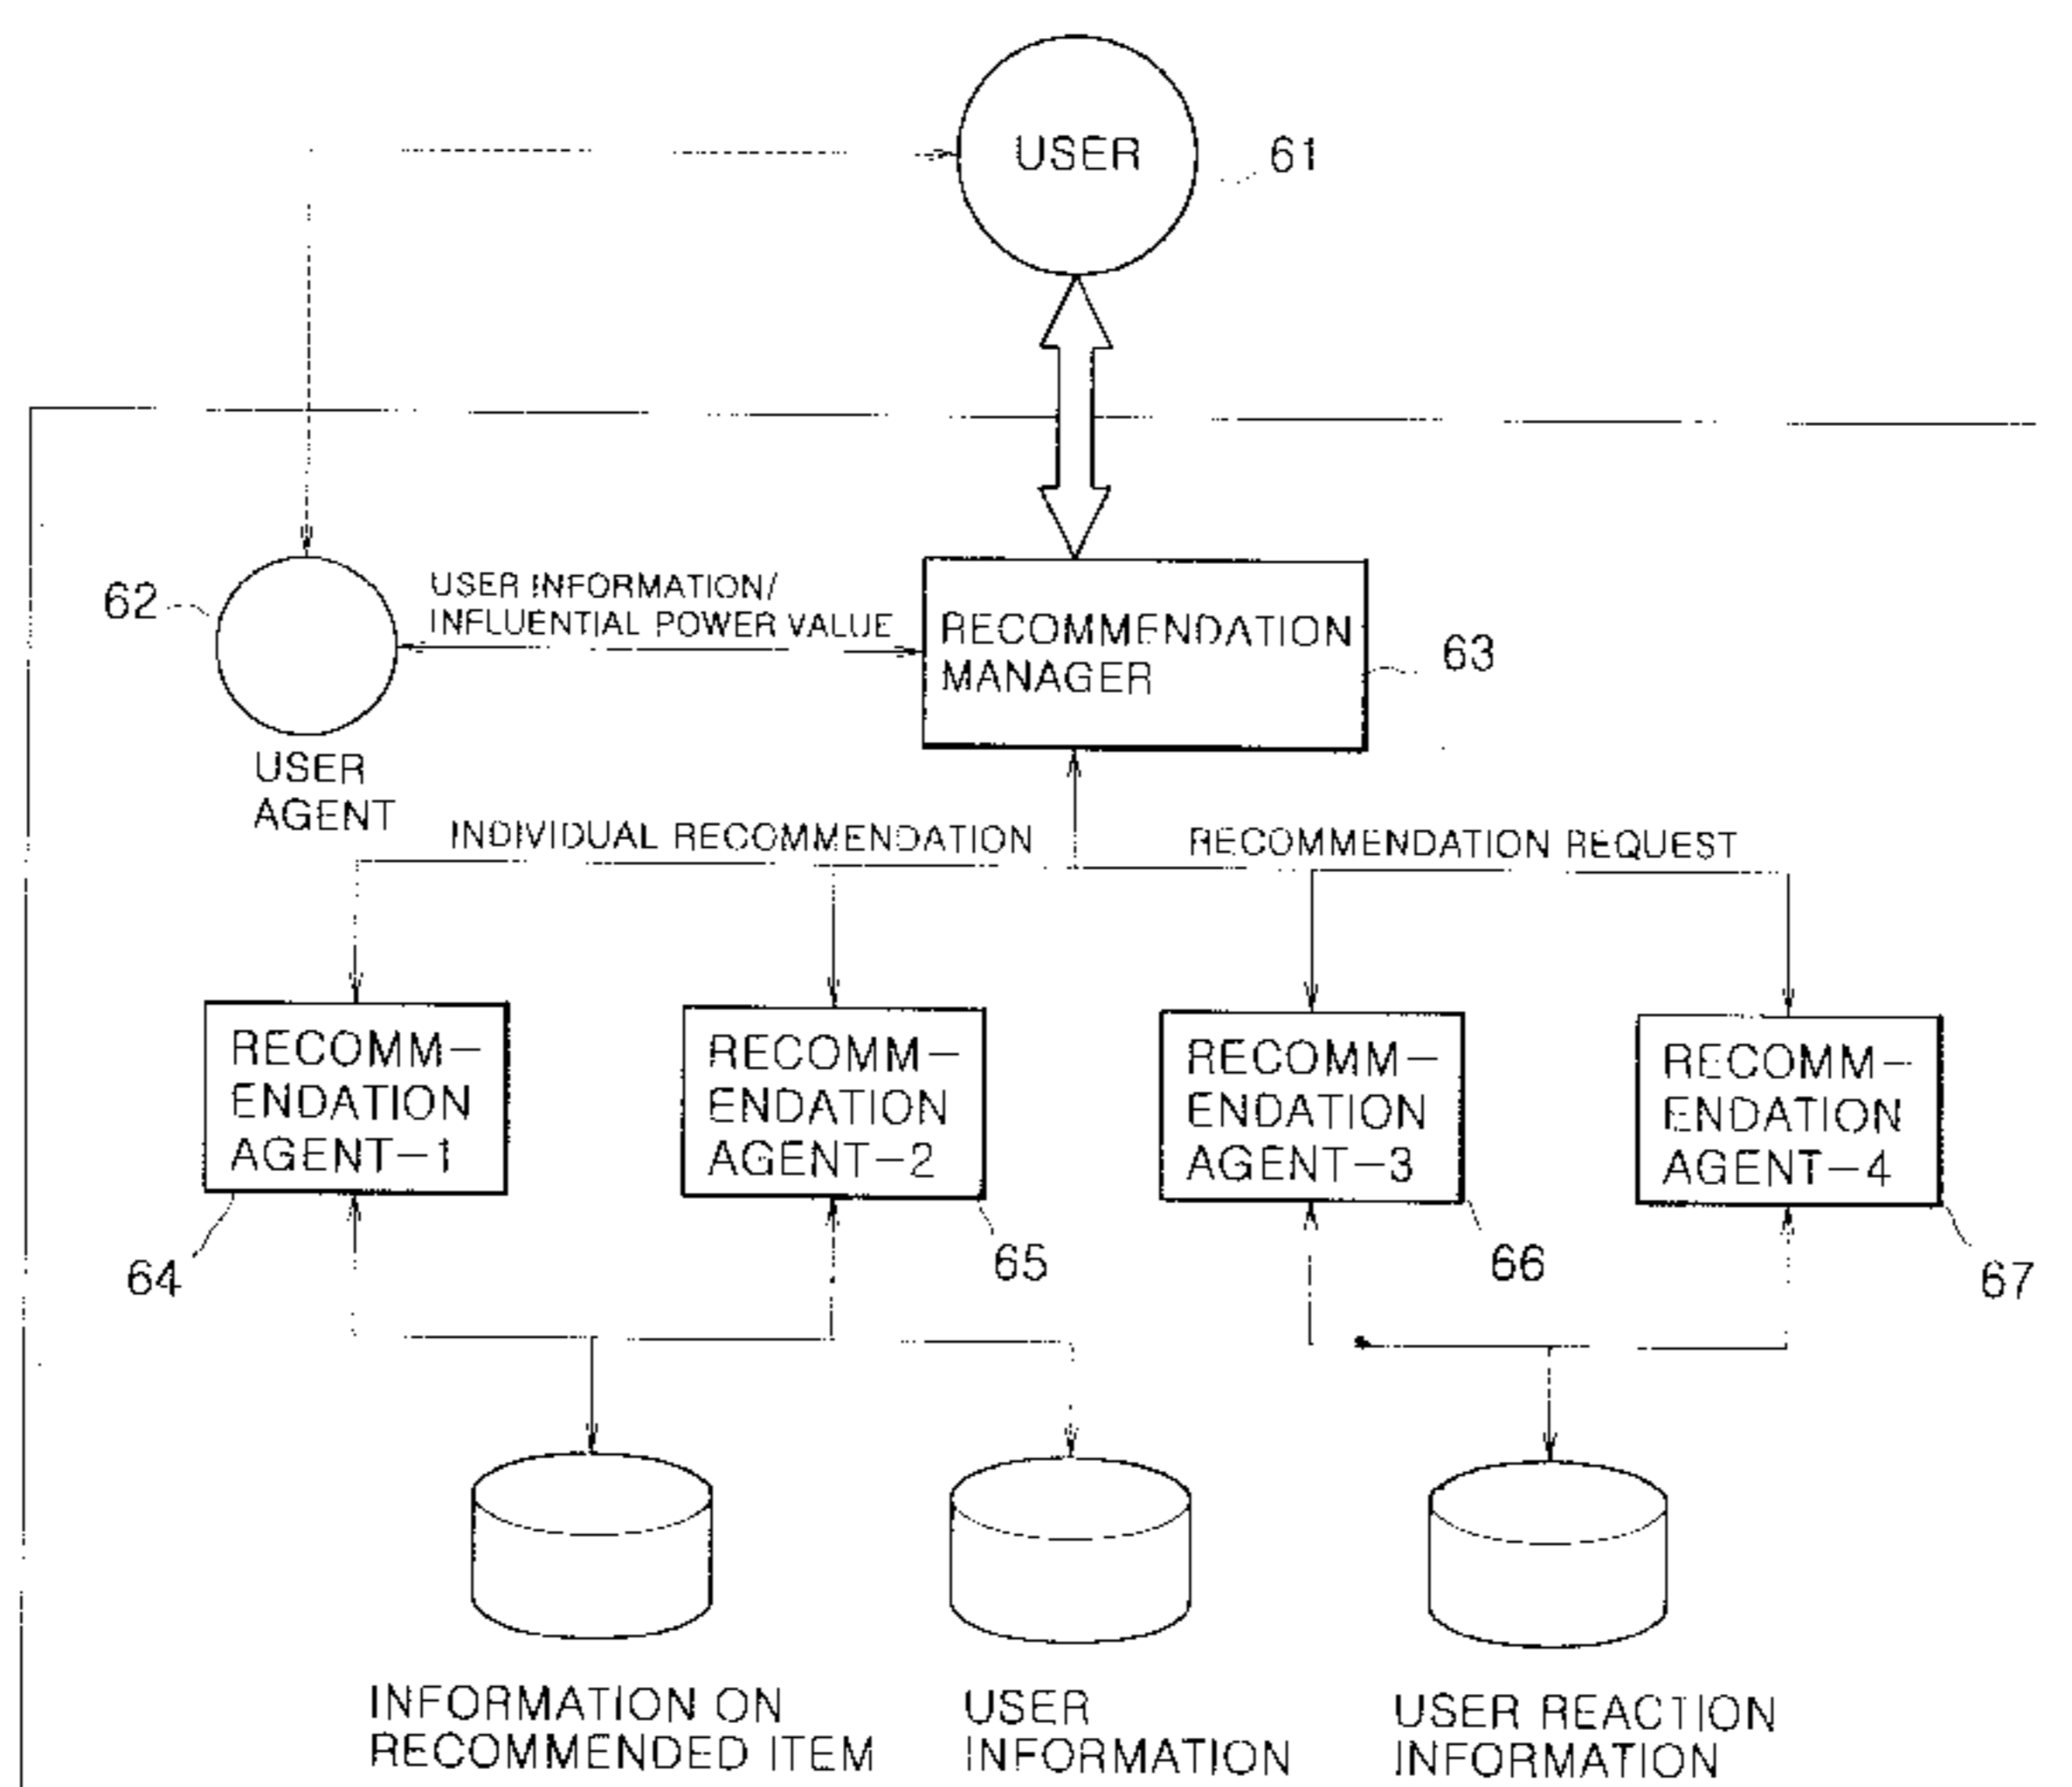 USER
61
62
USER INFORMATION/
INFLUENTIAL POWER VALUE
RECOMMENDATION
MANAGER
63
USER
AGENT
INDIVIDUAL RECOMMENDATION
RECOMMENDATION REQUEST
RECOMM-
ENDATION
AGENT-1
RECOMM-
ENDATION
AGENT-2
RECOMM-
ENDATION
AGENT-3
RECOMM-
ENDATION
AGENT-4
64
65
66
67
INFORMATION ON
RECOMMENDED ITEM
USER
INFORMATION
USER REACTION
INFORMATION